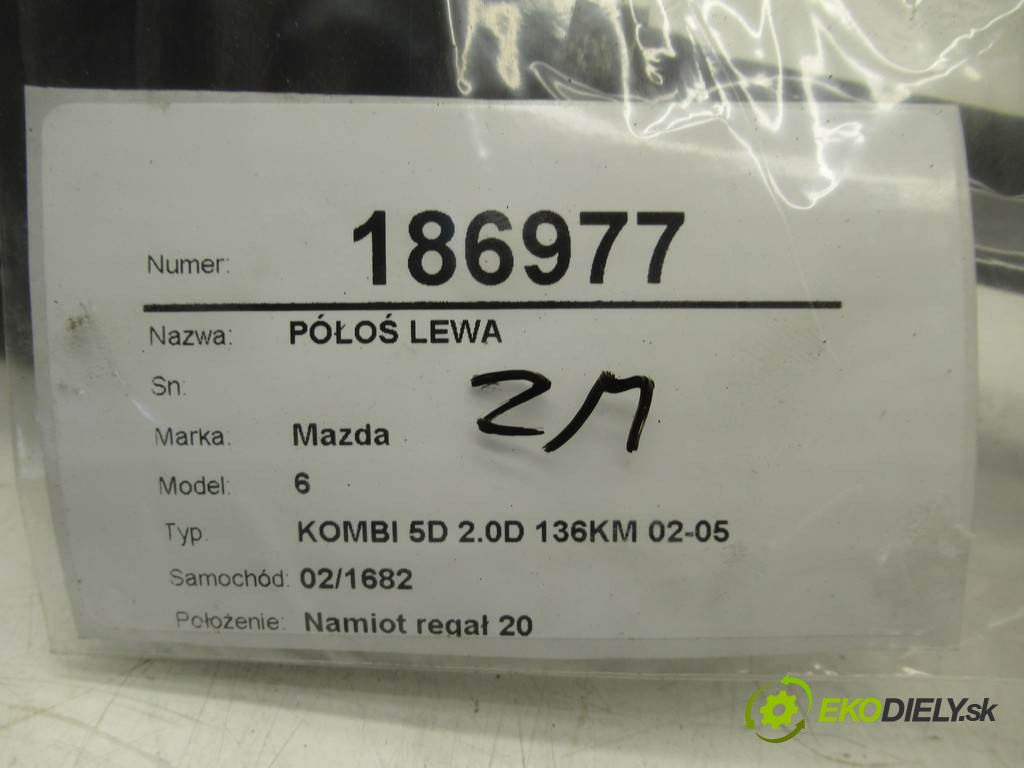 Numer: 186977
Nazwa: PÓŁOŚ LEWA
Sn:
ZM
Marka: Mazda
Model: 6
Typ: KOMBI 5D 2.0D 136KM 02-05
Samochód: 02/1682
Położenie: Namiot regał 20
EKODIELY.sk